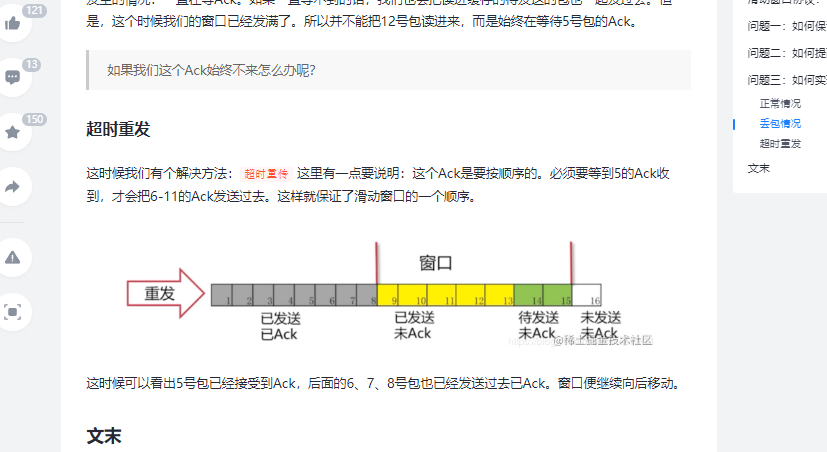 121
13
150
发生的情况：一直在等Ack。如果一直等不到的话，我们也会把读进缓存的待发送的包也一起发过去。但
是，这个时候我们的窗口已经发满了。所以并不能把12号包读进来，而是始终在等待5号包的Ack。
如果我们这个Ack始终不来怎么办呢？
超时重发
这时候我们有个解决方法： 超时重传 这里有一点要说明：这个Ack是要按顺序的。必须要等到5的Ack收
到，才会把6-11的Ack发送过去。这样就保证了滑动窗口的一个顺序。
窗口
重发
1 2 3 4 5 6 7 8 9 10 11 12 13 14 15 16
已发送 已发送 待发送 未发送
已Ack 未Ack 未Ack 未Ack
@稀土掘金技术社区
这时候可以看出5号包已经接受到Ack，后面的6、7、8号包也已经发送过去已Ack。窗口便继续向后移动。
文末
问题一：如何保
问题二：如何提
问题三：如何实
正常情况
丢包情况
超时重发
文末